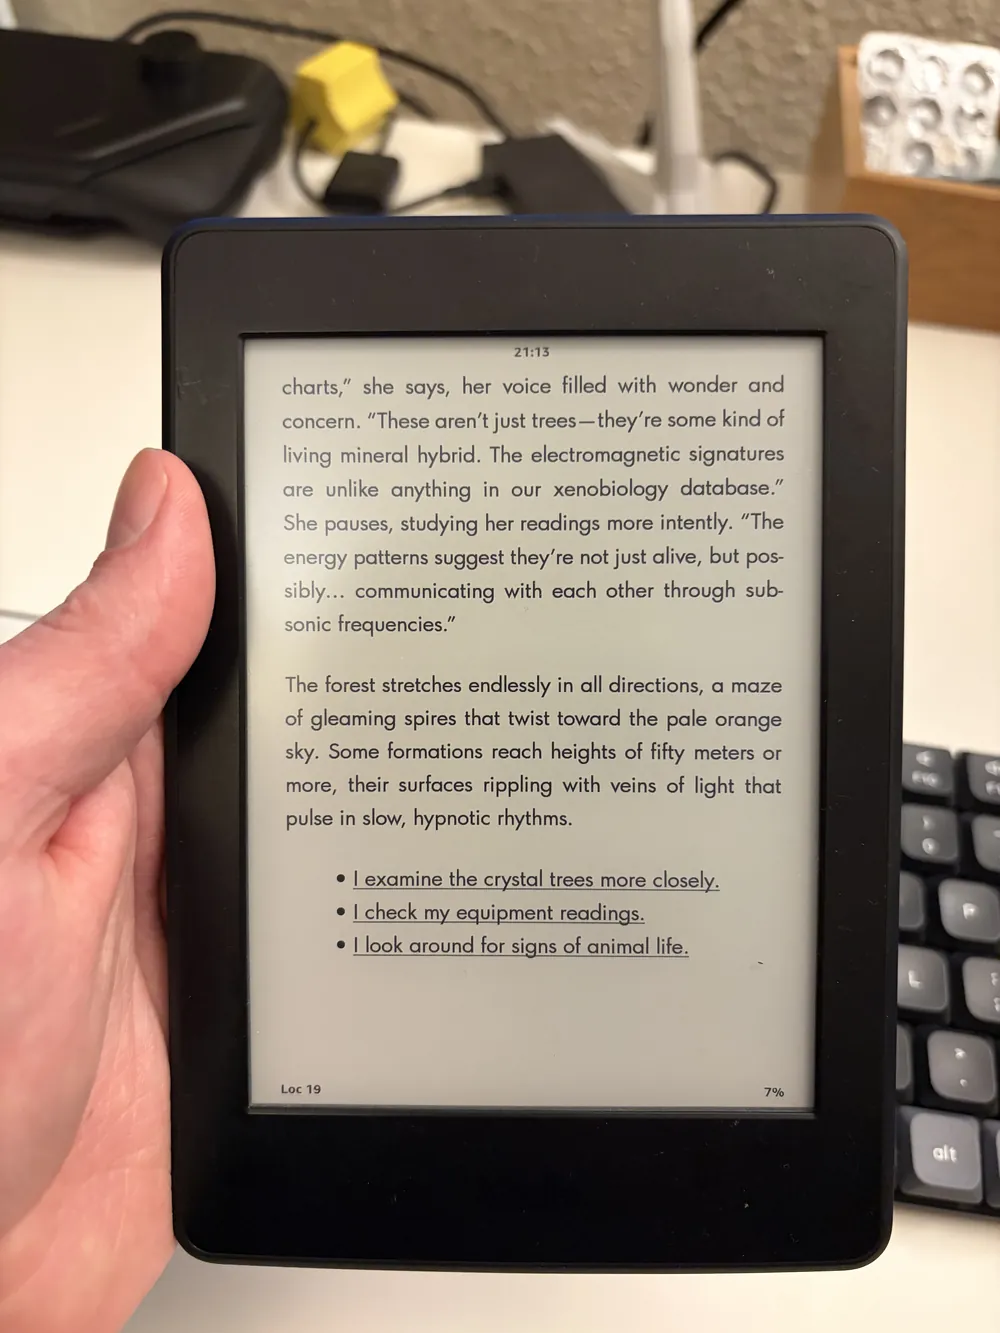 21:13
charts,” she says, her voice filled with wonder and
concern. “These aren’t just trees—they’re some kind of
living mineral hybrid. The electromagnetic signatures
are unlike anything in our xenobiology database.”
She pauses, studying her readings more intently. “The
energy patterns suggest they’re not just alive, but pos-
sibly… communicating with each other through sub-
sonic frequencies.”
The forest stretches endlessly in all directions, a maze
of gleaming spires that twist toward the pale orange
sky. Some formations reach heights of fifty meters or
more, their surfaces rippling with veins of light that
pulse in slow, hypnotic rhythms.
• I examine the crystal trees more closely.
• I check my equipment readings.
• I look around for signs of animal life.
Loc 19
7%
P
L
alt